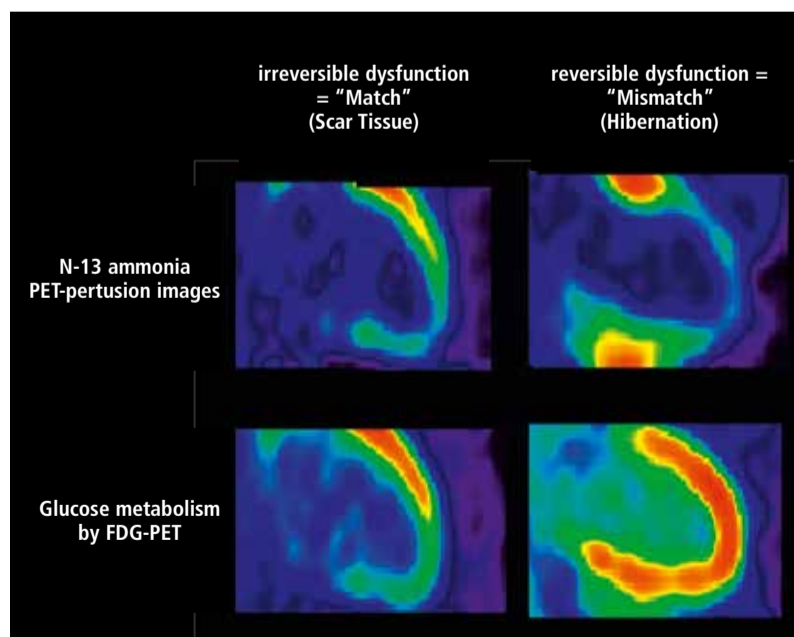 irreversible dysfunction
= "Match"
(Scar Tissue)
reversible dysfunction =
"Mismatch"
(Hibernation)
N-13 ammonia
PET-pertusion images
Glucose metabolism
by FDG-PET